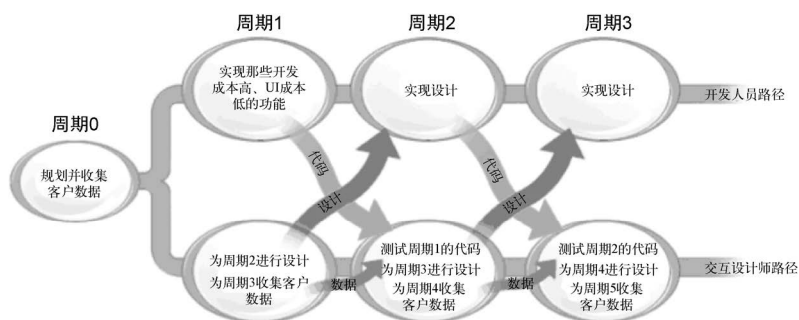 周期1
周期2
周期3
实现那些开发
成本高、UI成本
低的功能
实现设计
实现设计
开发人员路径
周期0
规划并收集
客户数据
代码
设计
代码
设计
为周期2进行设计
为周期3收集客户
数据
数据
测试周期1的代码
为周期3进行设计
为周期4收集
客户数据
数据
测试周期2的代码
为周期4进行设计
为周期5收集
客户数据
交互设计师路径